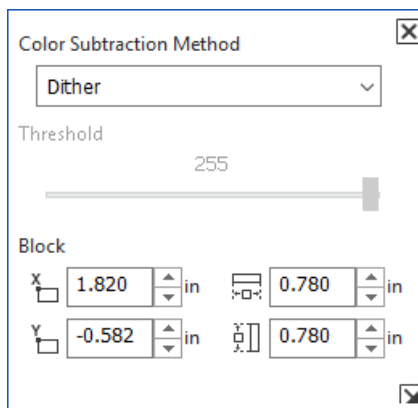 Color Subtraction Method
Dither
Threshold
255
Block
X 1.820 in 0.780 in
Y -0.582 in 0.780 in